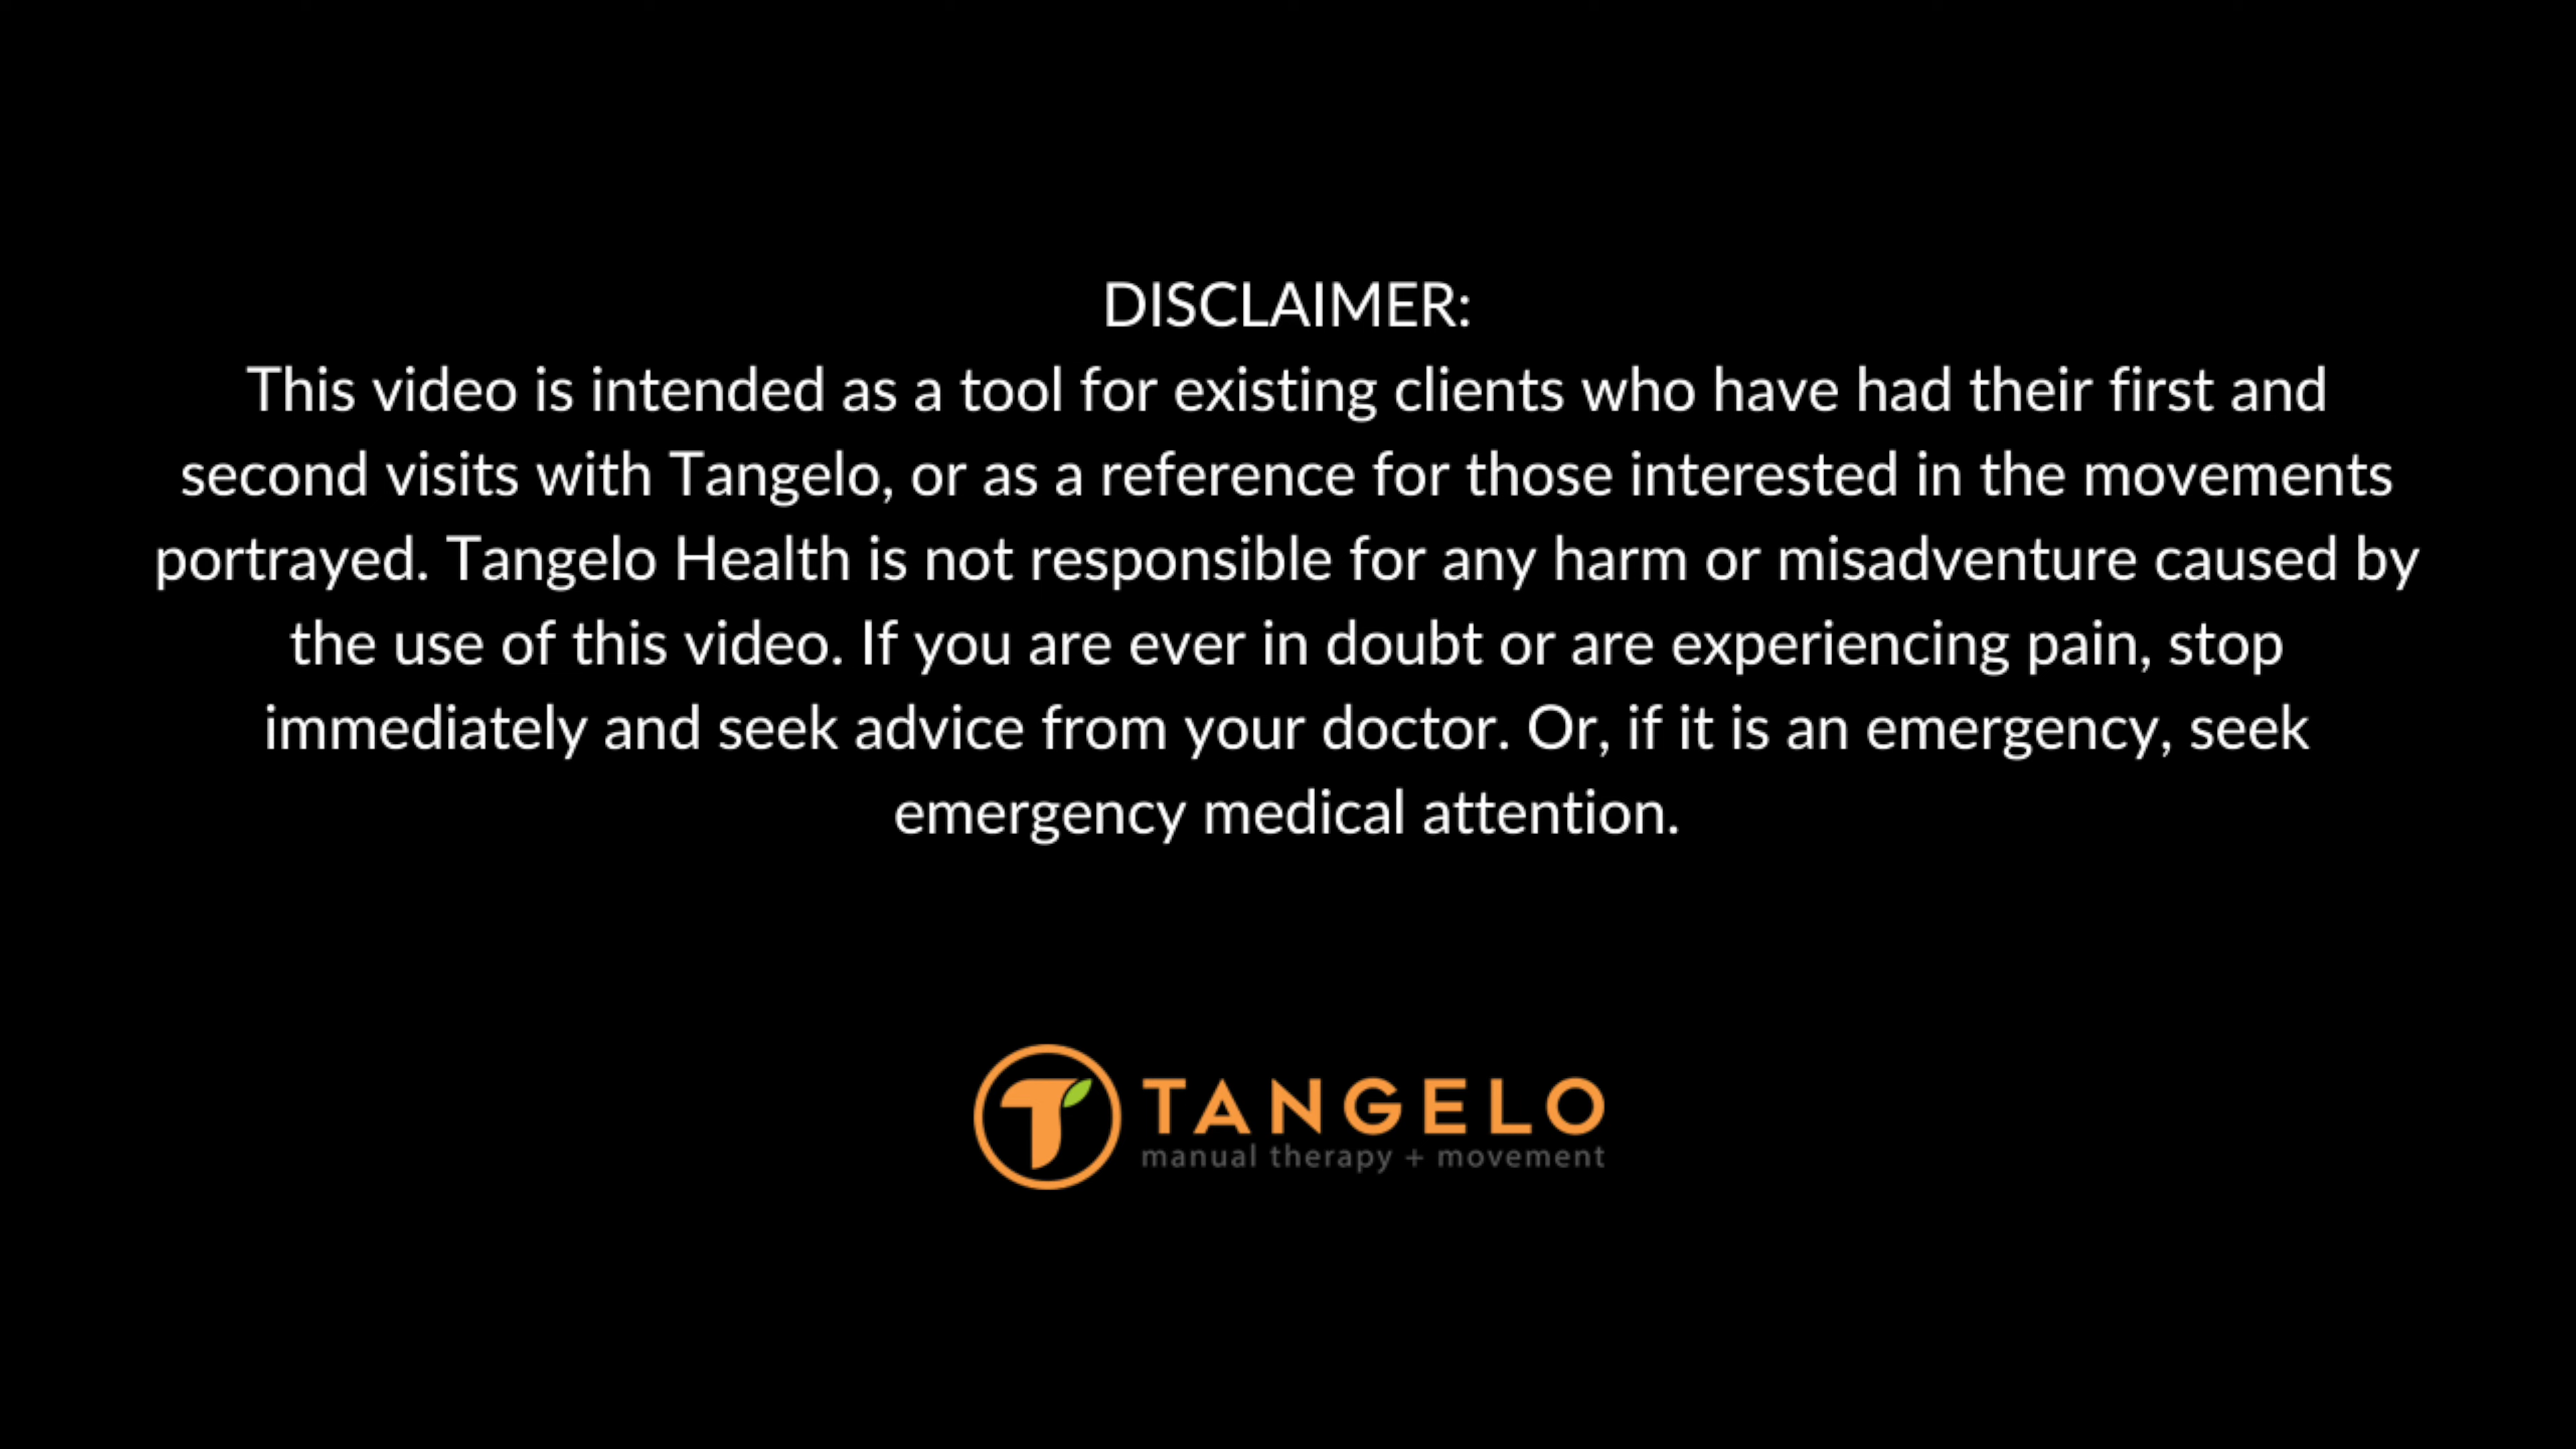 DISCLAIMER:
This video is intended as a tool for existing clients who have had their first and
second visits with Tangelo, or as a reference for those interested in the movements
portrayed. Tangelo Health is not responsible for any harm or misadventure caused by
the use of this video. If you are ever in doubt or are experiencing pain, stop
immediately and seek advice from your doctor. Or, if it is an emergency, seek
emergency medical attention.
TANGELO
manual therapy + movement